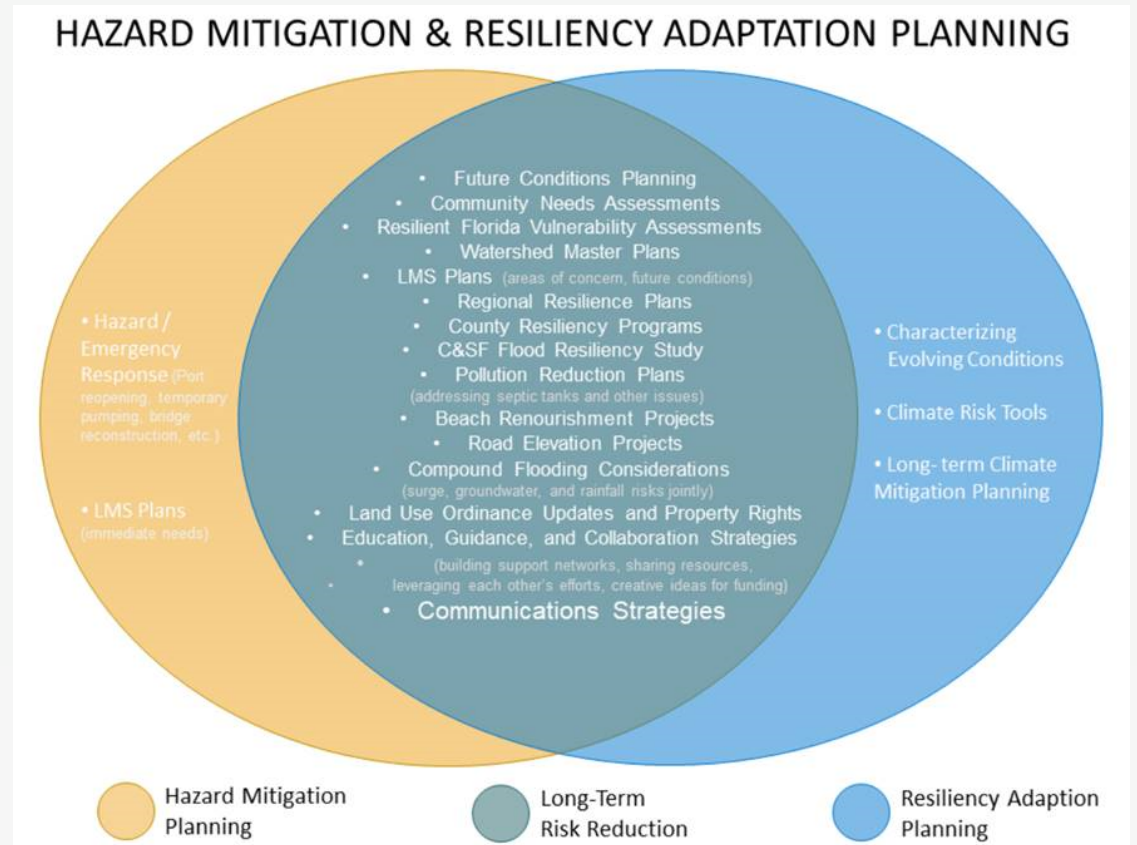 HAZARD MITIGATION & RESILIENCY ADAPTATION PLANNING
• Hazard /
Emergency
Response (Port
reopening, temporary
pumping, bridge
reconstruction, etc.)
• LMS Plans
(immediate needs)
• Future Conditions Planning
• Community Needs Assessments
• Resilient Florida Vulnerability Assessments
• Watershed Master Plans
• LMS Plans (areas of concern, future conditions)
• Regional Resilience Plans
• County Resiliency Programs
• C&SF Flood Resiliency Study
• Pollution Reduction Plans
(addressing septic tanks and other issues)
• Beach Renourishment Projects
• Road Elevation Projects
• Compound Flooding Considerations
(surge, groundwater, and rainfall risks jointly)
• Land Use Ordinance Updates and Property Rights
• Education, Guidance, and Collaboration Strategies
• (building support networks, sharing resources,
• leveraging each other's efforts, creative ideas for funding)
• Communications Strategies
• Characterizing
Evolving Conditions
• Climate Risk Tools
• Long- term Climate
Mitigation Planning
Hazard Mitigation
Planning
Long-Term
Risk Reduction
Resiliency Adaption
Planning